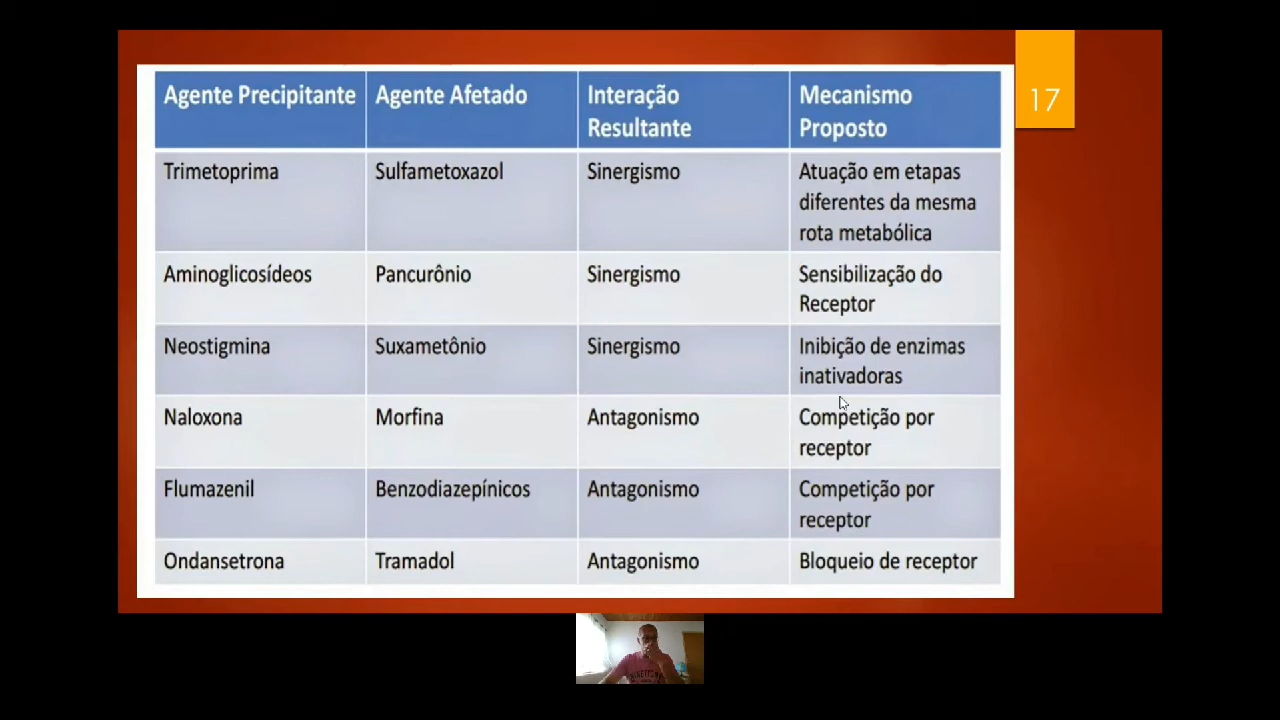 17
Agente Precipitante Agente Afetado Interação Resultante Mecanismo Proposto
Trimetoprima Sulfametoxazol Sinergismo Atuação em etapas
diferentes da mesma
rota metabólica
Aminoglicosídeos Pancurônio Sinergismo Sensibilização do
Receptor
Neostigmina Suxametônio Sinergismo Inibição de enzimas
inativadoras
Naloxona Morfina Antagonismo Competição por
receptor
Flumazenil Benzodiazepínicos Antagonismo Competição por
receptor
Ondansetrona Tramadol Antagonismo Bloqueio de receptor